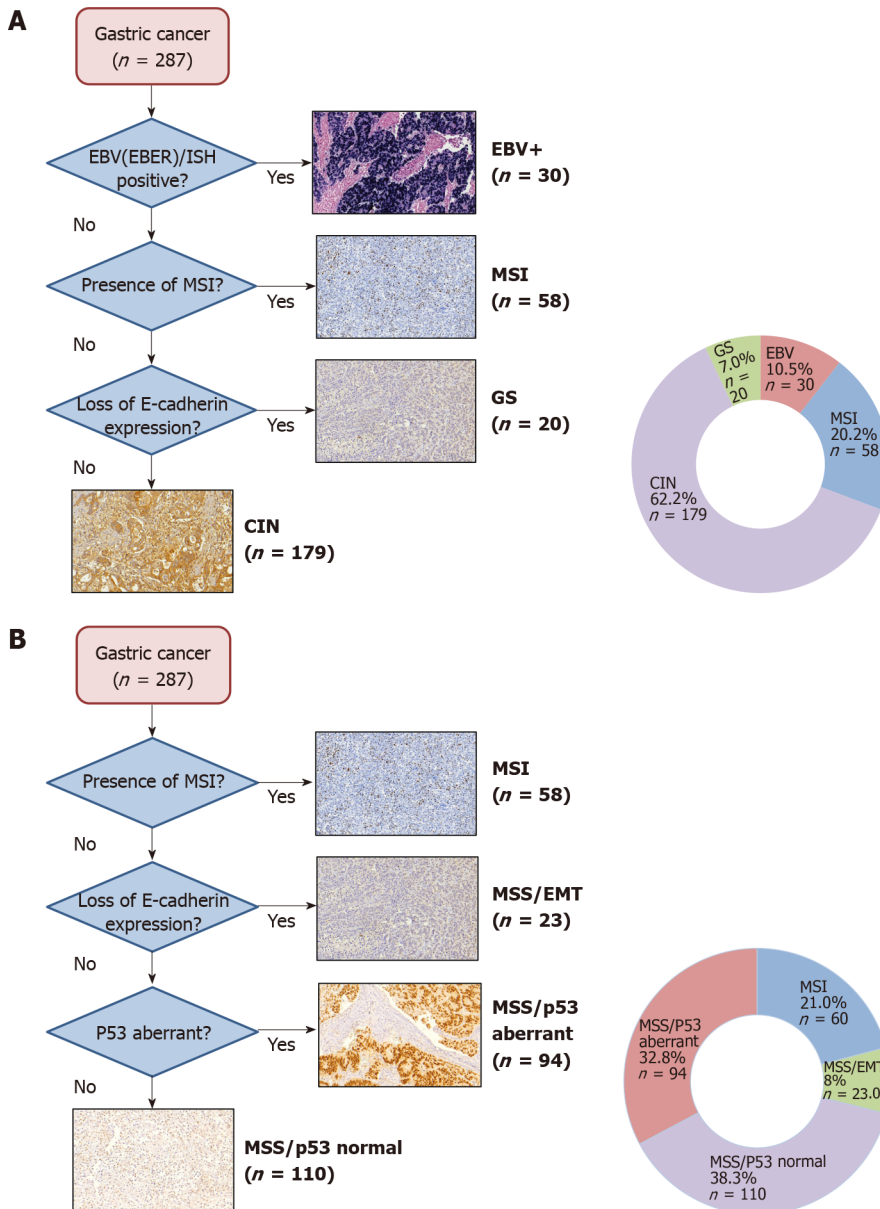 A
Gastric cancer
(n = 287)
EBV(EBER)/ISH
positive?
Yes
EBV+
(n = 30)
No
Presence of MSI?
Yes
MSI
(n = 58)
No
Loss of E-cadherin
expression?
Yes
GS
(n = 20)
No
CIN
(n = 179)
GS
7.0%
n =
20
EBV
10.5%
n = 30
MSI
20.2%
n = 58
CIN
62.2%
n = 179
B
Gastric cancer
(n = 287)
Presence of MSI?
Yes
MSI
(n = 58)
No
Loss of E-cadherin
expression?
Yes
MSS/EMT
(n = 23)
No
P53 aberrant?
Yes
MSS/p53
aberrant
(n = 94)
No
MSS/p53 normal
(n = 110)
MSI
21.0%
n = 60
MSS/EMT
8%
n = 23.0
MSS/P53
aberrant
32.8%
n = 94
MSS/P53 normal
38.3%
n = 110